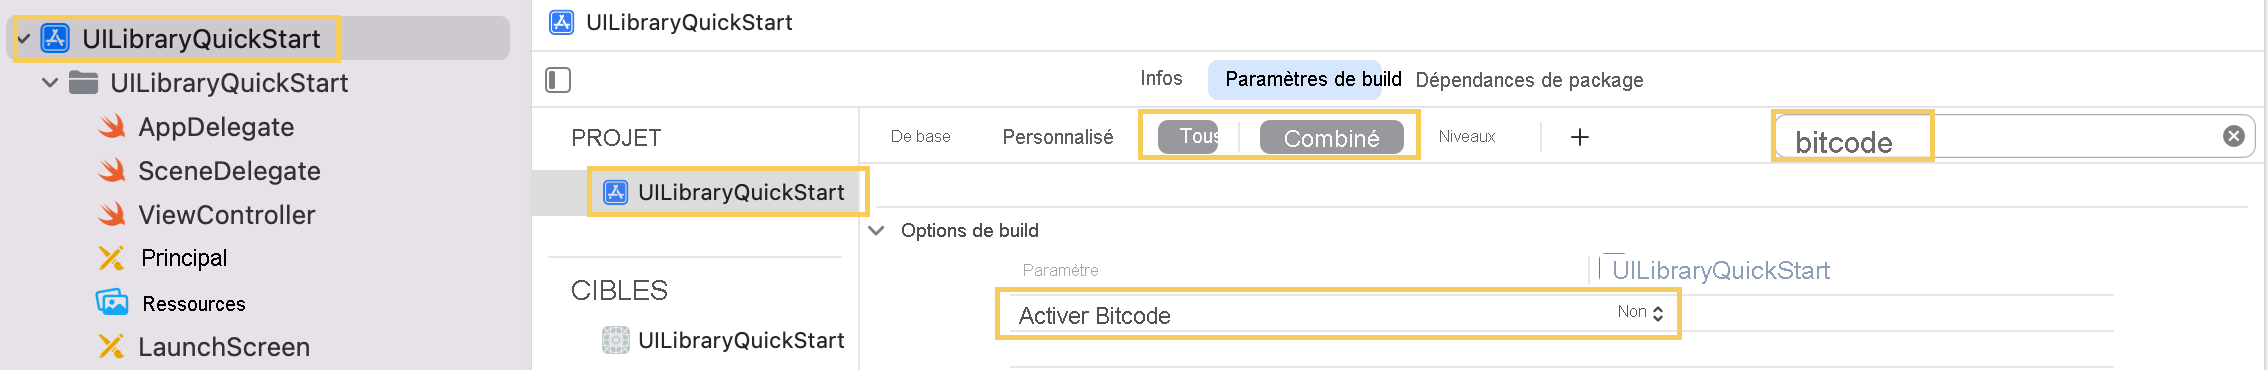 UILibraryQuickStart
UILibraryQuickStart
AppDelegate
SceneDelegate
ViewController
Principal
Ressources
LaunchScreen
UILibraryQuickStart
Infos Paramètres de build Dépendances de package
PROJET
UILibraryQuickStart
CIBLES
UILibraryQuickStart
De base Personnalisé Tous Combiné Niveaux + bitcode
Options de build
Paramètre UILibraryQuickStart
Activer Bitcode Non